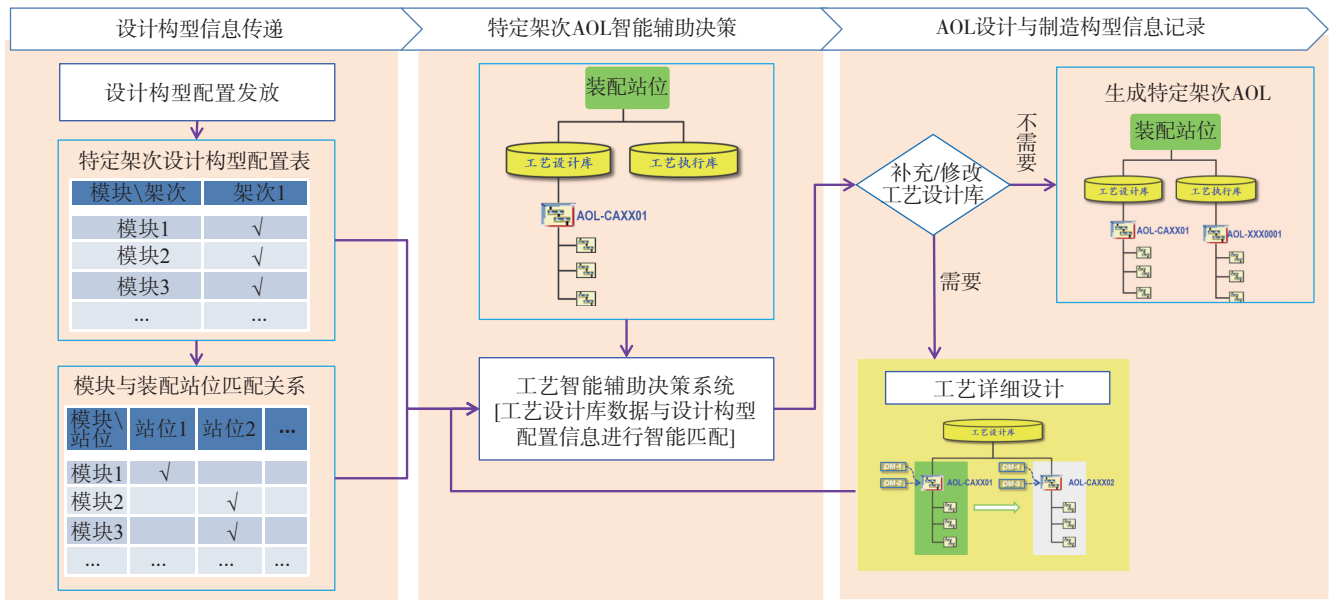 设计构型信息传递
特定架次AOL智能辅助决策
AOL设计与制造构型信息记录
设计构型配置发放
特定架次设计构型配置表
模块\架次 架次1
模块1 √
模块2 √
模块3 √
... ...
模块与装配站位匹配关系
模块\站位 站位1 站位2 ...
模块1 √
模块2 √
模块3 √
... ... ... ...
装配站位
工艺设计库 工艺执行库
AOL-CAXX01
工艺智能辅助决策系统
[工艺设计库数据与设计构型
配置信息进行智能匹配]
补充/修改
工艺设计库
不需要
需要
生成特定架次AOL
装配站位
工艺设计库 工艺执行库
AOL-CAXX01 AOL-XXX0001
工艺详细设计
工艺设计库
DM-1 DM-1
DM-2 AOL-CAXX01 DM-3 AOL-CAXX02